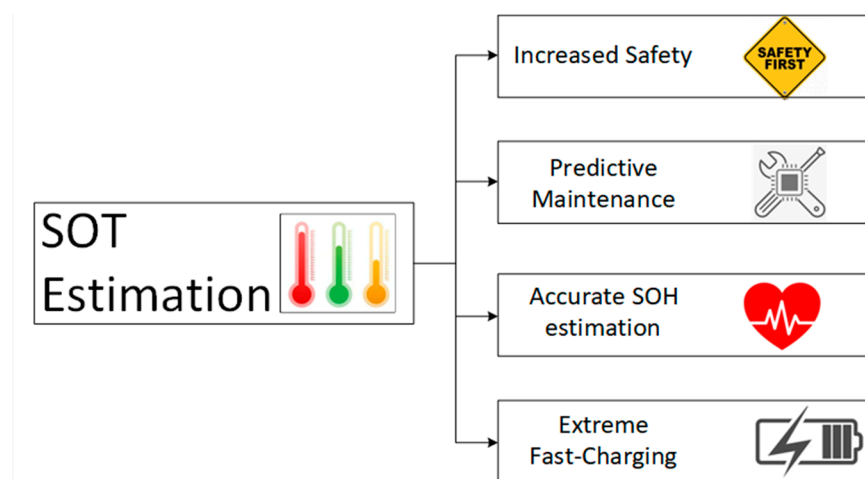 SOT
Estimation
Increased Safety
SAFETY
FIRST
Predictive
Maintenance
Accurate SOH
estimation
Extreme
Fast-Charging